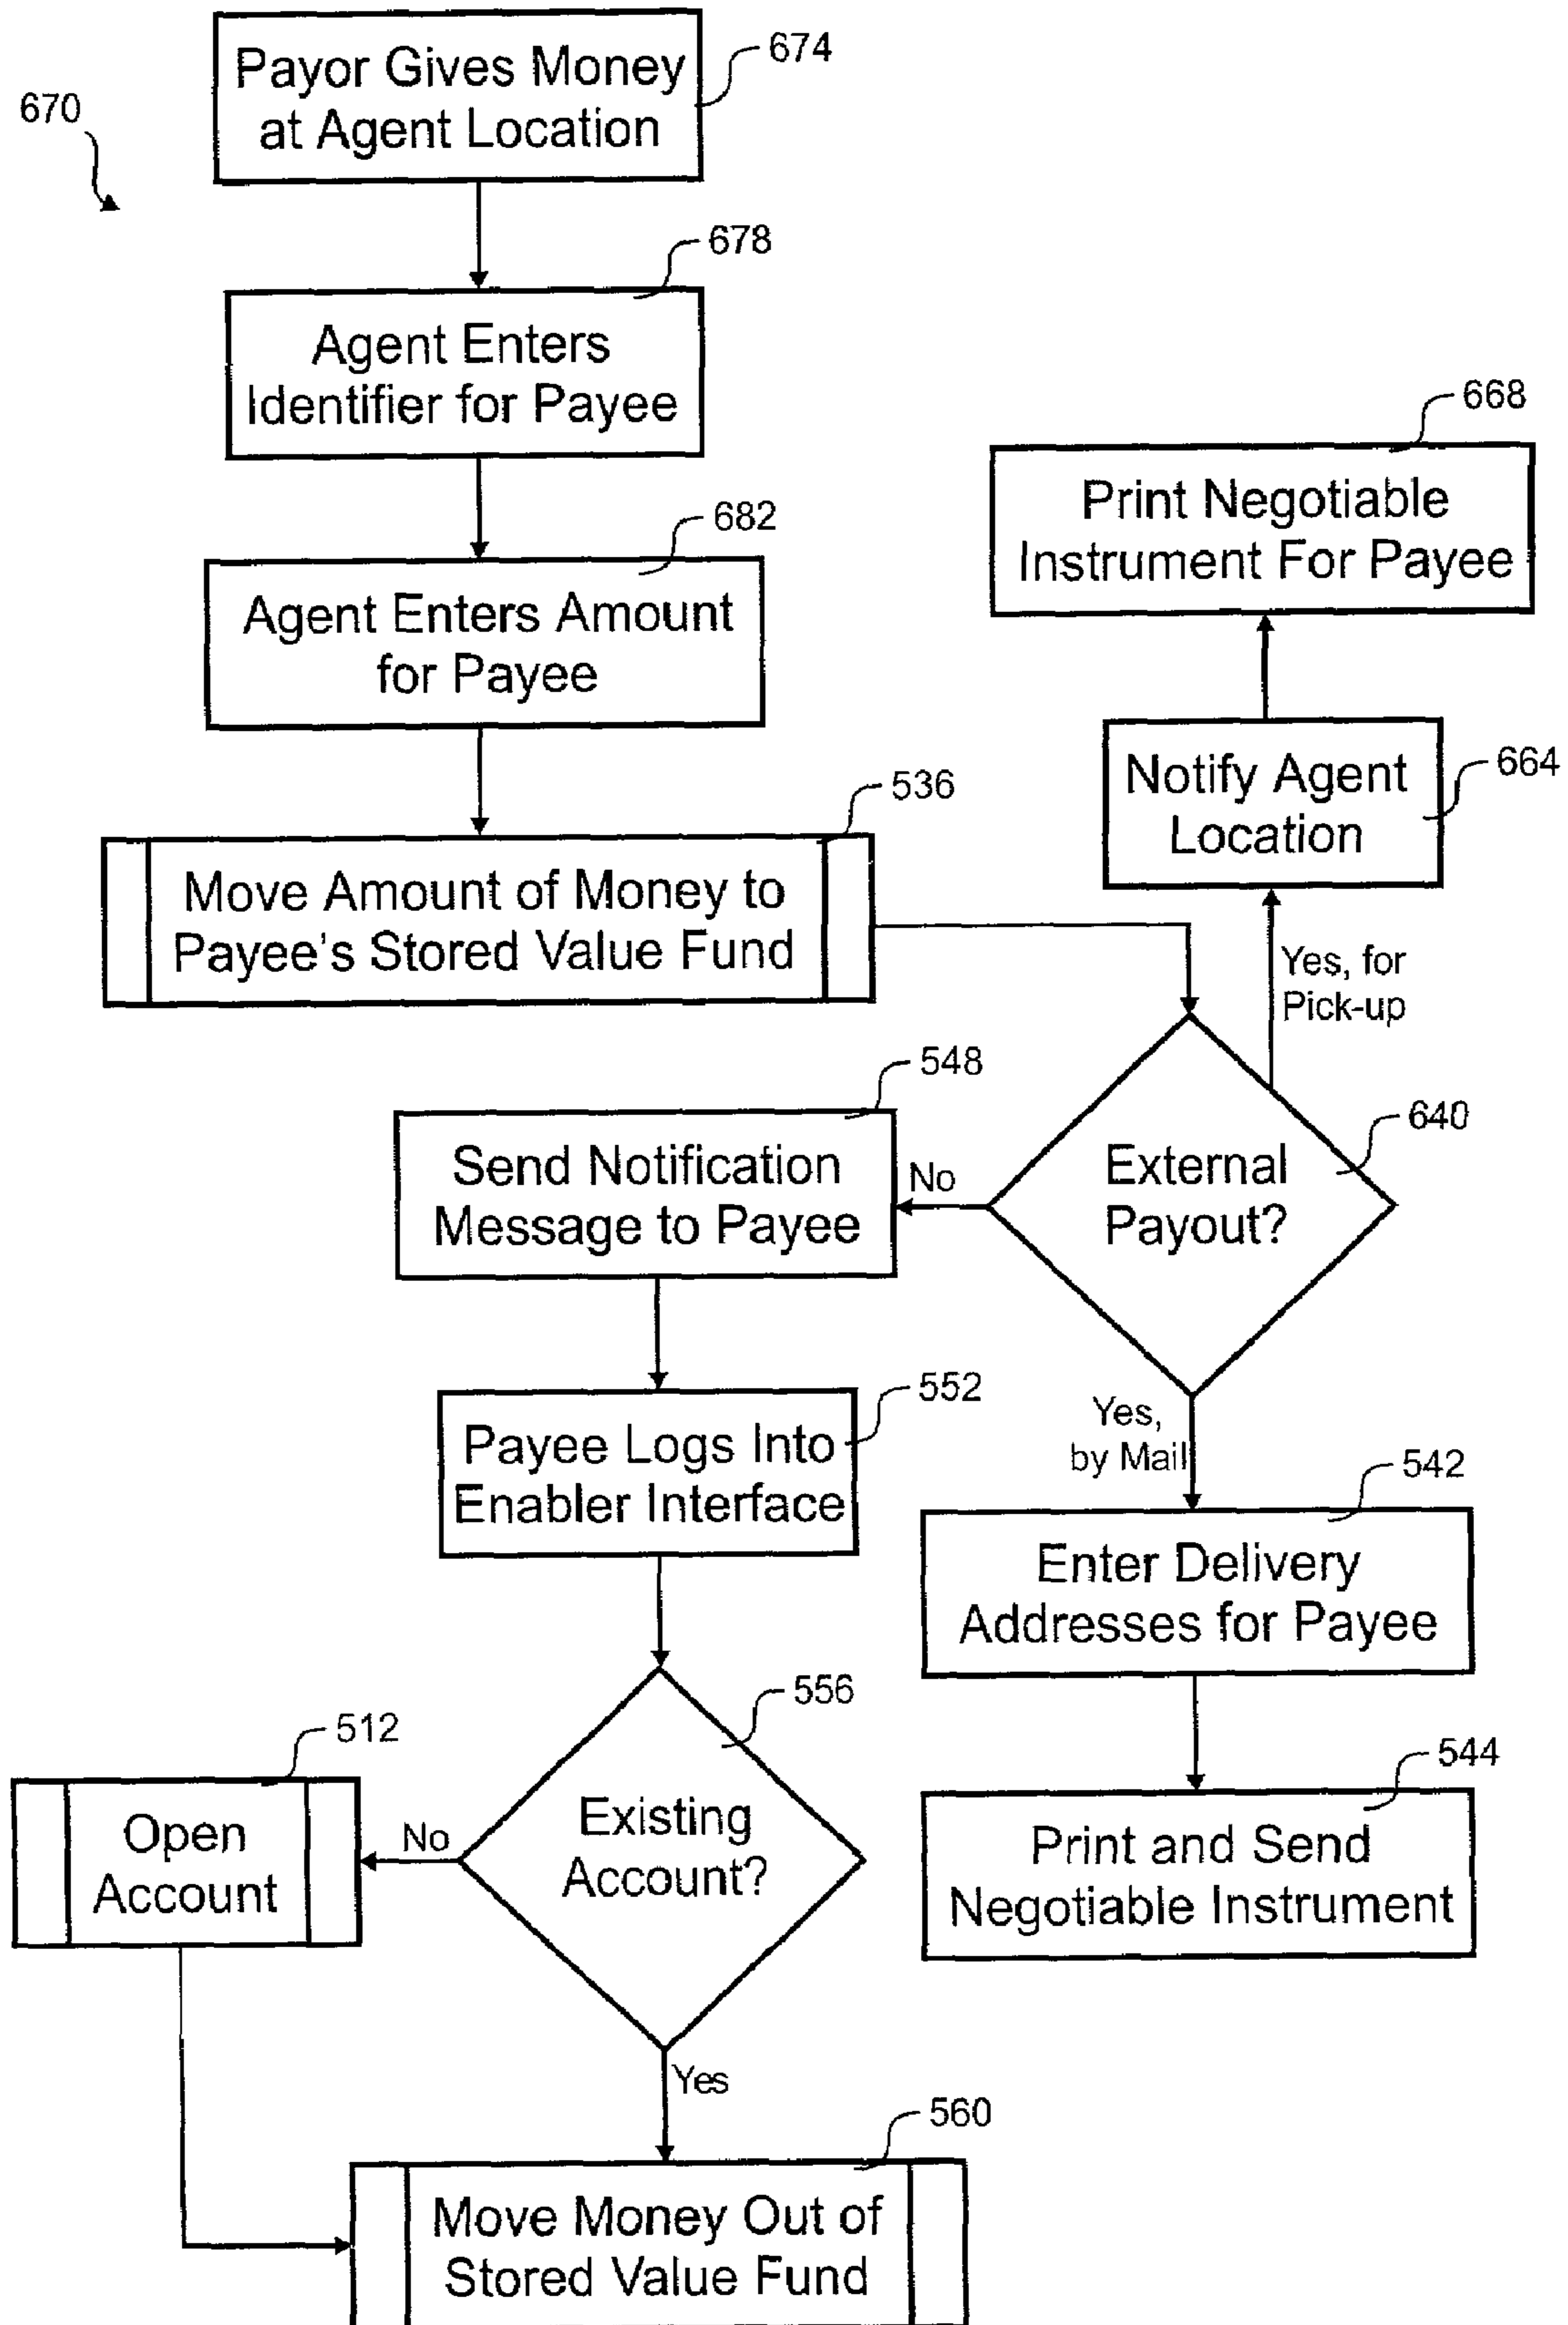 674
Payor Gives Money
at Agent Location
670
678
Agent Enters
Identifier for Payee
682
Agent Enters Amount
for Payee
536
Move Amount of Money to
Payee's Stored Value Fund
668
Print Negotiable
Instrument For Payee
664
Notify Agent
Location
Yes, for
Pick-up
640
External
Payout?
No
548
Send Notification
Message to Payee
552
Payee Logs Into
Enabler Interface
Yes,
by Mail
542
Enter Delivery
Addresses for Payee
544
Print and Send
Negotiable Instrument
556
Existing
Account?
No
512
Open
Account
Yes
560
Move Money Out of
Stored Value Fund